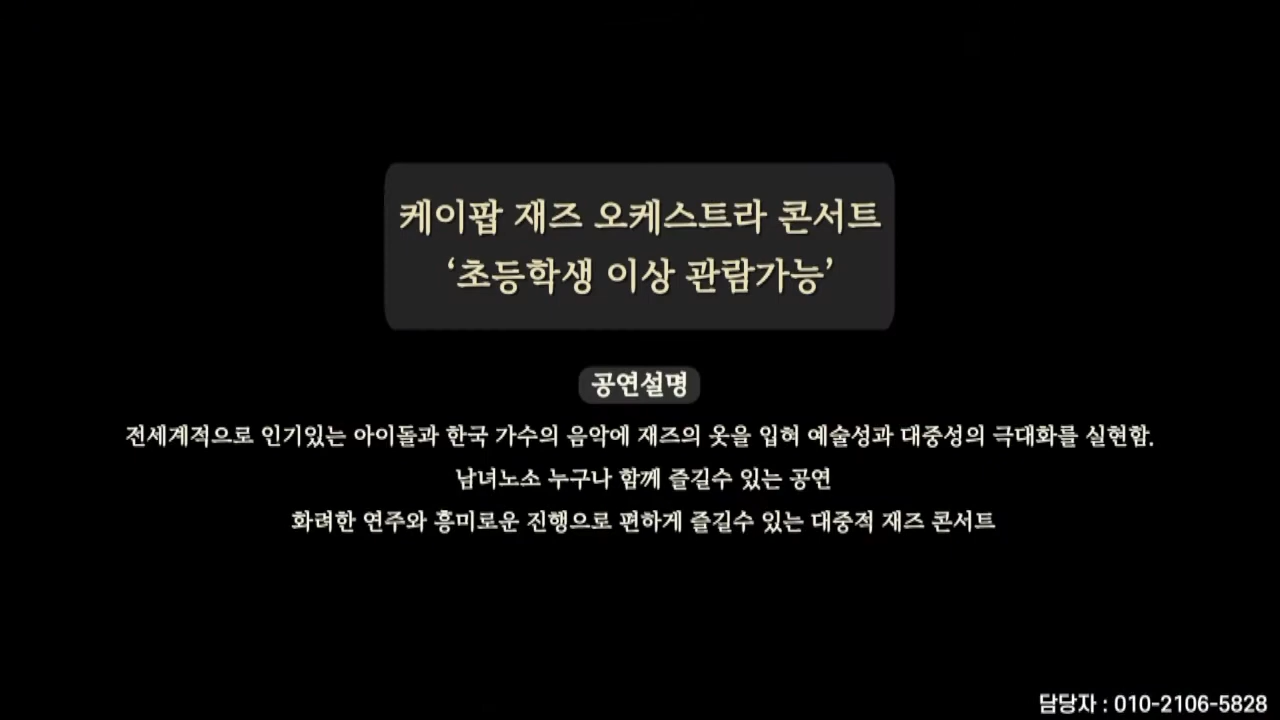 케이팝 재즈 오케스트라 콘서트
‘초등학생 이상 관람가능’
공연설명
전세계적으로 인기있는 아이돌과 한국 가수의 음악에 재즈의 옷을 입혀 예술성과 대중성의 극대화를 실현함.
남녀노소 누구나 함께 즐길수 있는 공연
화려한 연주와 흥미로운 진행으로 편하게 즐길수 있는 대중적 재즈 콘서트
담당자 : 010-2106-5828